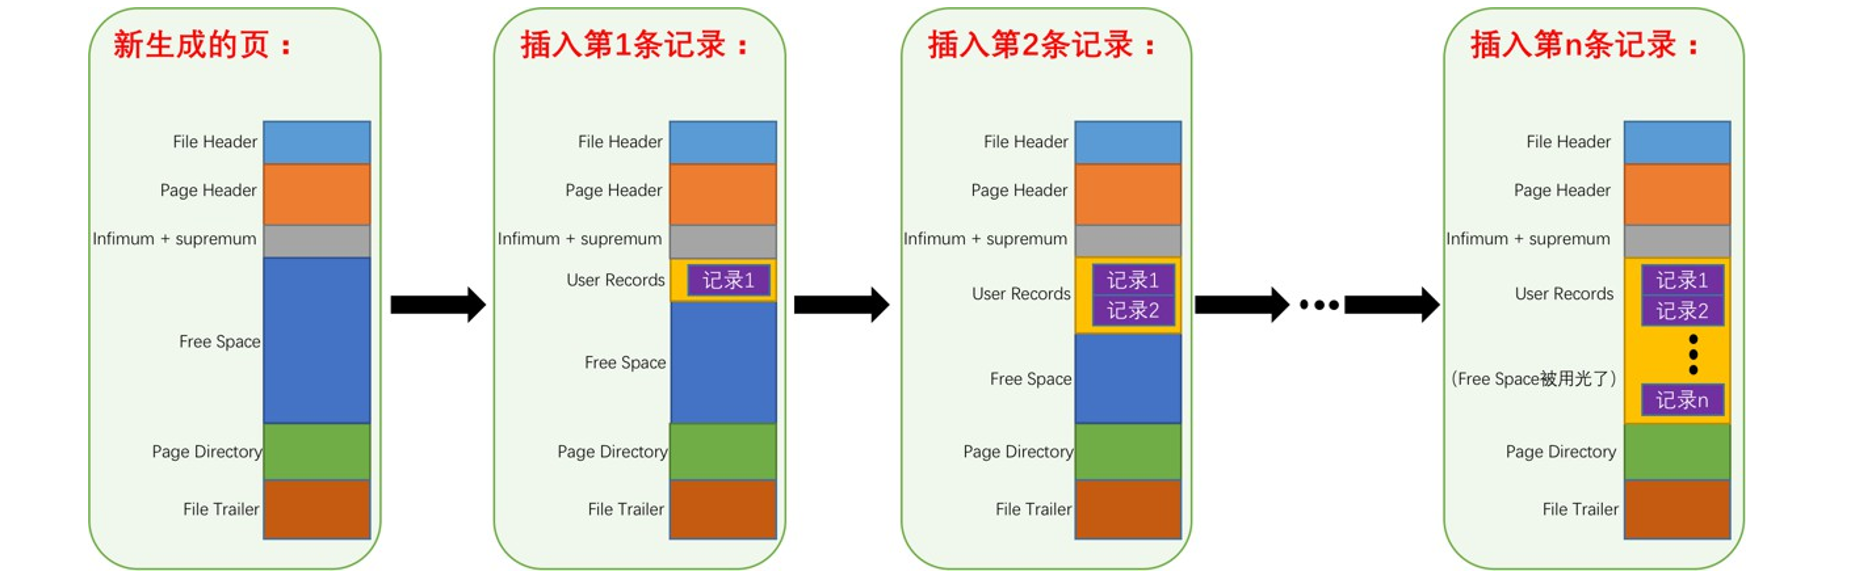 新生成的页：
File Header
Page Header
Infimum + supremum
Free Space
Page Directory
File Trailer
插入第1条记录：
File Header
Page Header
Infimum + supremum
User Records
记录1
Free Space
Page Directory
File Trailer
插入第2条记录：
File Header
Page Header
Infimum + supremum
User Records
记录1
记录2
Free Space
Page Directory
File Trailer
插入第n条记录：
File Header
Page Header
Infimum + supremum
User Records
记录1
记录2
(Free Space被用光了)
记录n
Page Directory
File Trailer